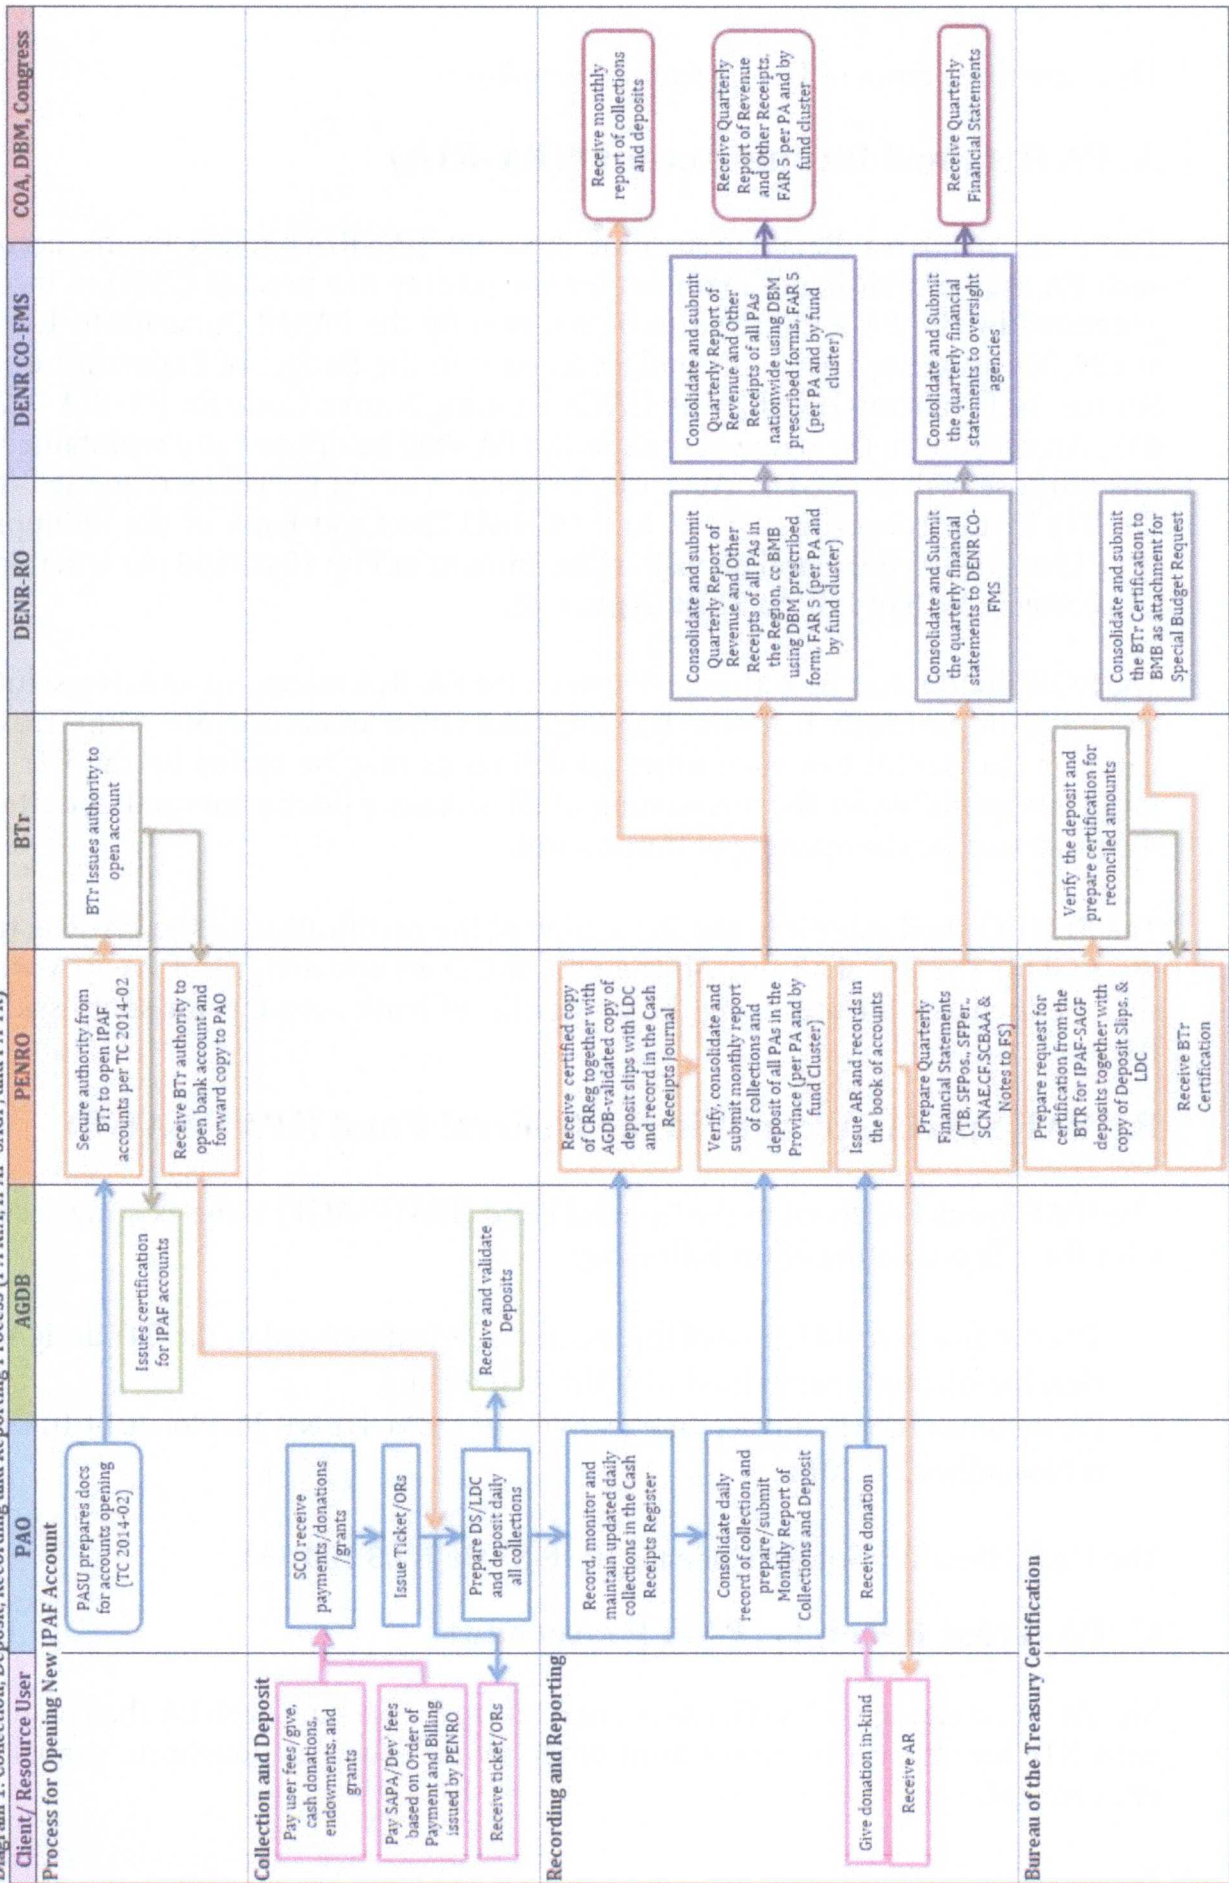 Diagram 1. Collection, Deposit, Recording and Reporting Process
Client/ Resource User
PAO
AGDB
PENRO
BTr
DENR-RO
DENR CO-FMS
COA, DBM, Congress
Process for Opening New IPAF Account
PASU prepares docs
for accounts opening
(TC 2014-02)
Issues certification
for IPAF accounts
Secure authority from
BTr to open IPAF
accounts per TC 2014-02
Receive BTr authority to
open bank account and
forward copy to PAO
BTr Issues authority to
open account
Collection and Deposit
Pay user fees/give,
cash donations,
endowments, and
grants
Pay SAPA/Dev' fees
based on Order of
Payment and Billing
issued by PENRO
Receive ticket/ORs
SCO receive
payments/donations
/grants
Issue Ticket/ORs
Prepare DS/LDC
and deposit daily
all collections
Receive and validate
Deposits
Recording and Reporting
Record, monitor and
maintain updated daily
collections in the Cash
Receipts Register
Consolidate daily
record of collection and
prepare/submit
Monthly Report of
Collections and Deposit
Give donation in-kind
Receive AR
Receive donation
Receive certified copy
of CRReg together with
AGDB-validated copy of
deposit slips with LDC
and record in the Cash
Receipts Journal
Verify, consolidate and
submit monthly report
of collections and
deposit of all PAs in the
Province (per PA and by
fund Cluster)
Issue AR and records in
the book of accounts
Prepare Quarterly
Financial Statements
(TB, SFPos., SFPer.,
SCNAE,CF,SCBAA &
Notes to FS)
Consolidate and submit
Quarterly Report of
Revenue and Other
Receipts of all PAs in
the Region, cc BMB
using DBM prescribed
form, FAR 5 (per PA and
by fund cluster)
Consolidate and Submit
the quarterly financial
statements to DENR CO-
FMS
Consolidate and submit
Quarterly Report of
Revenue and Other
Receipts of all PAs
nationwide using DBM
prescribed forms, FAR 5
(per PA and by fund
cluster)
Consolidate and Submit
the quarterly financial
statements to oversight
agencies
Receive monthly
report of collections
and deposits
Receive Quarterly
Report of Revenue
and Other Receipts,
FAR 5 per PA and by
fund cluster
Receive Quarterly
Financial Statements
Bureau of the Treasury Certification
Prepare request for
certification from the
BTR for IPAF-SAGF
deposits together with
copy of Deposit Slips, &
LDC
Receive BTr
Certification
Verify the deposit and
prepare certification for
reconciled amounts
Consolidate and submit
the BTr Certification to
BMB as attachment for
Special Budget Request